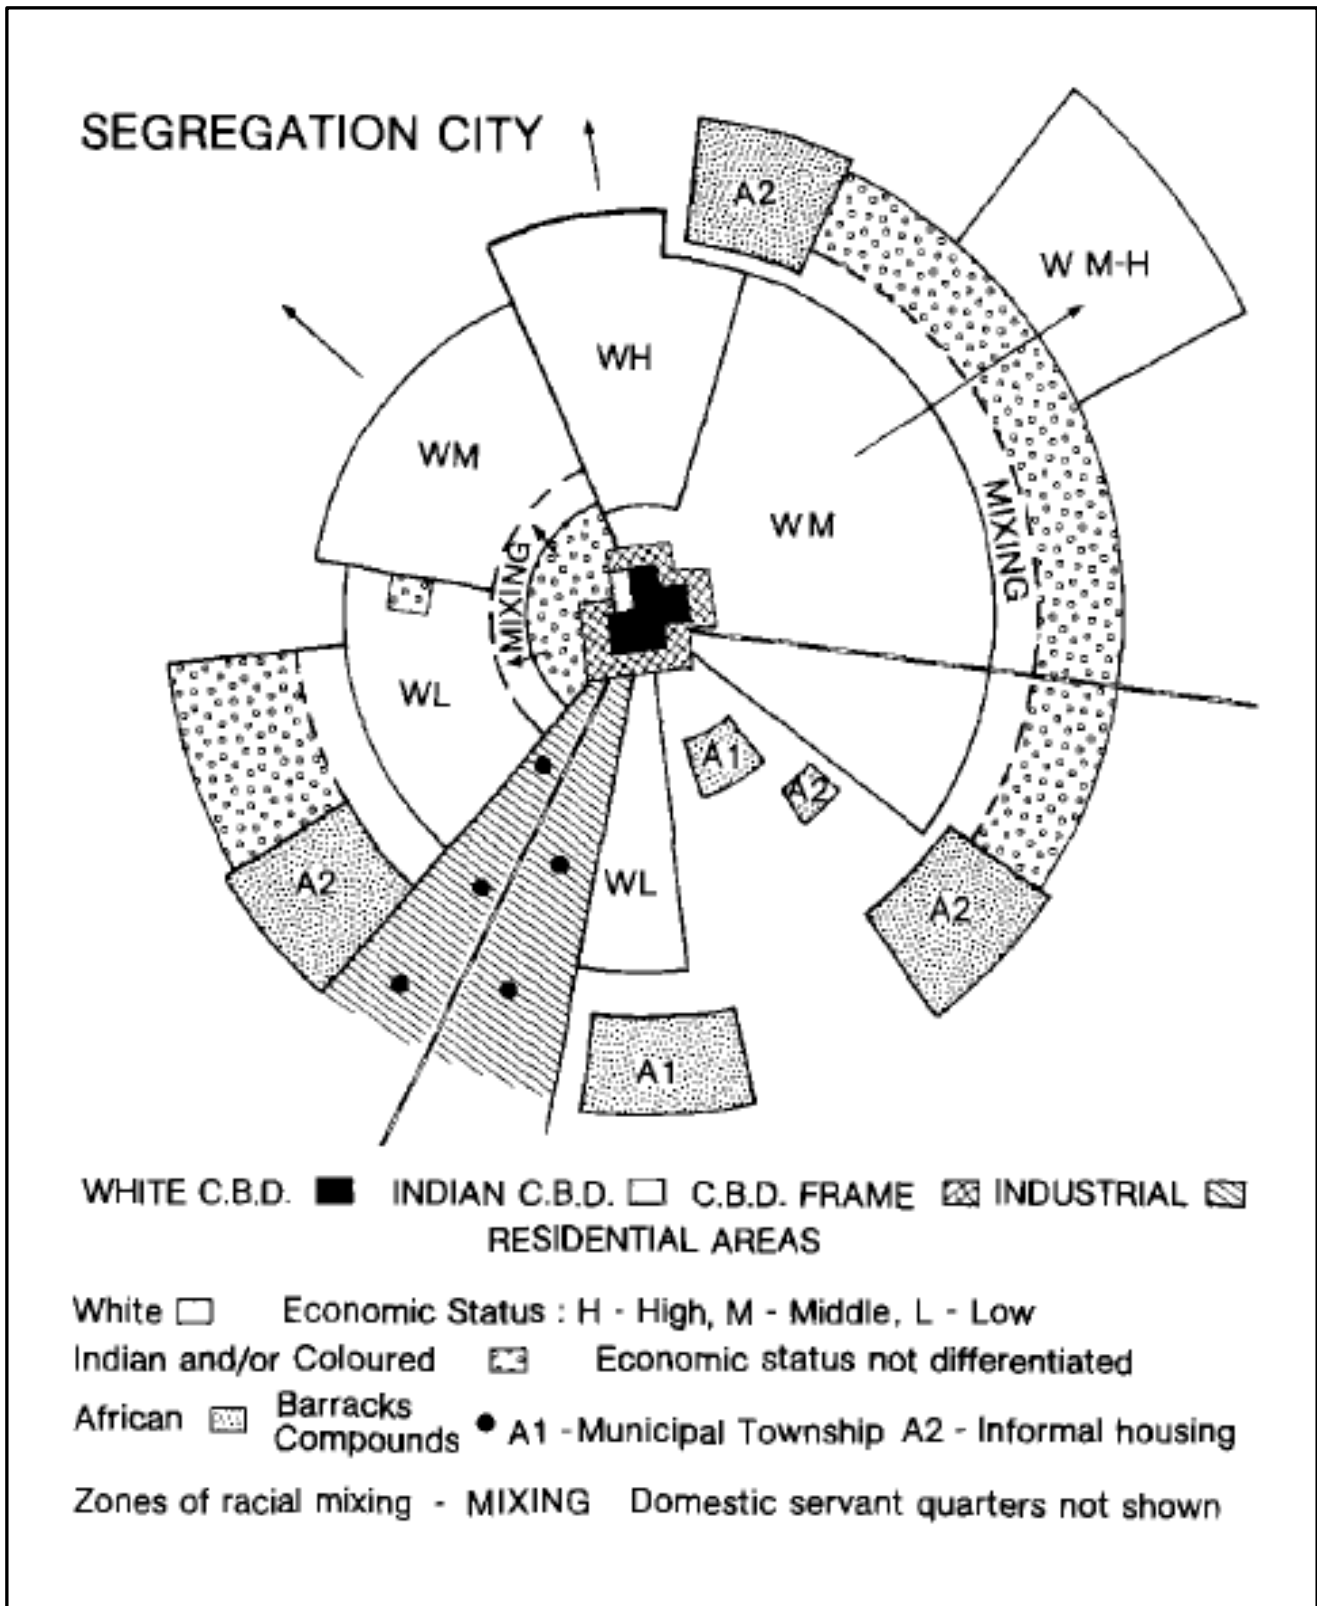 SEGREGATION CITY
A2
W M-H
WH
WM
WM
MIXING
MIXING
WL
A1
A2
A2
WL
A2
A1
WHITE C.B.D. INDIAN C.B.D. C.B.D. FRAME INDUSTRIAL
RESIDENTIAL AREAS
White Economic Status : H - High, M - Middle, L - Low
Indian and/or Coloured Economic status not differentiated
African Barracks Compounds A1 - Municipal Township A2 - Informal housing
Zones of racial mixing - MIXING Domestic servant quarters not shown